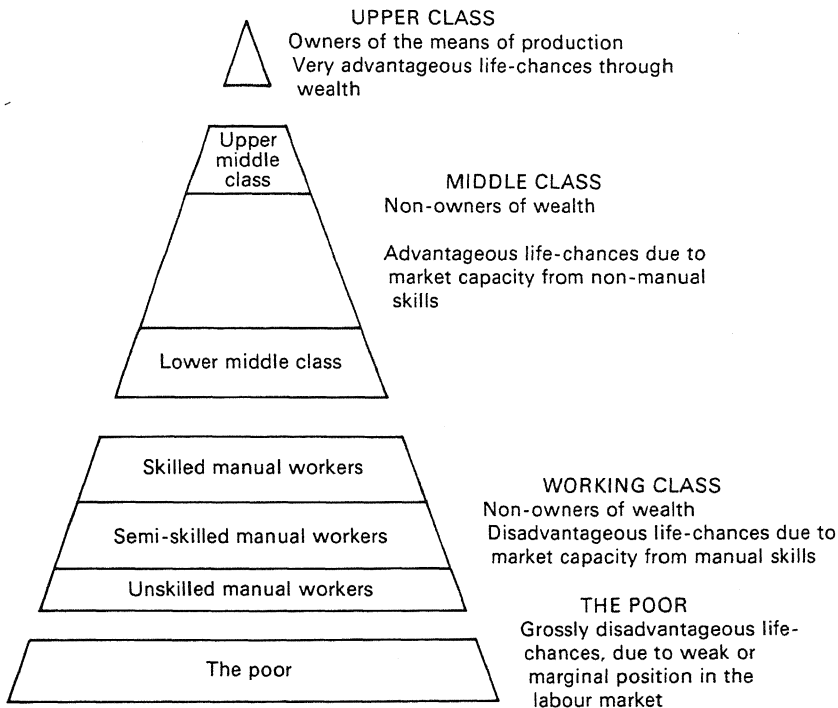 UPPER CLASS
Owners of the means of production
Very advantageous life-chances through
wealth
Upper
middle
class
MIDDLE CLASS
Non-owners of wealth
Advantageous life-chances due to
market capacity from non-manual
skills
Lower middle class
Skilled manual workers
Semi-skilled manual workers
Unskilled manual workers
WORKING CLASS
Non-owners of wealth
Disadvantageous life-chances due to
market capacity from manual skills
The poor
THE POOR
Grossly disadvantageous life-
chances, due to weak or
marginal position in the
labour market